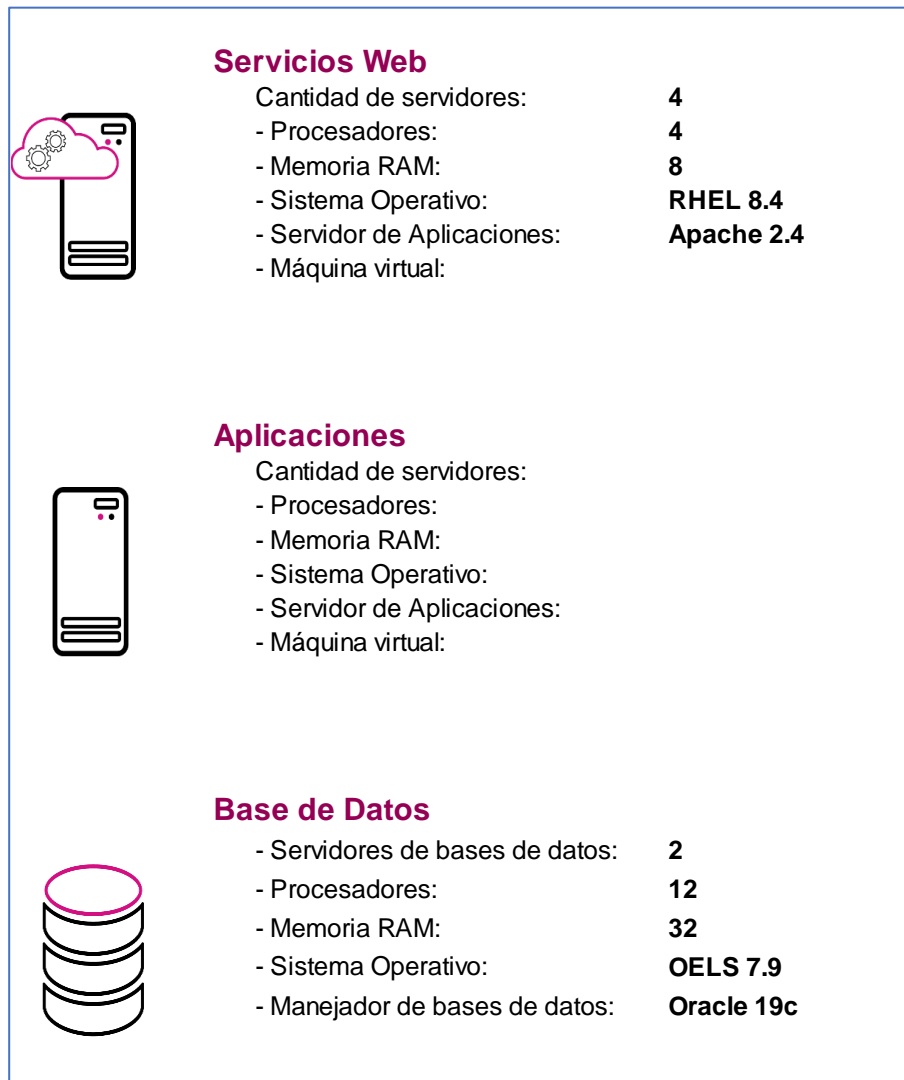 Servicios Web
Cantidad de servidores: 4
- Procesadores: 4
- Memoria RAM: 8
- Sistema Operativo: RHEL 8.4
- Servidor de Aplicaciones: Apache 2.4
- Máquina virtual:
Aplicaciones
Cantidad de servidores:
- Procesadores:
- Memoria RAM:
- Sistema Operativo:
- Servidor de Aplicaciones:
- Máquina virtual:
Base de Datos
- Servidores de bases de datos: 2
- Procesadores: 12
- Memoria RAM: 32
- Sistema Operativo: OELS 7.9
- Manejador de bases de datos: Oracle 19c